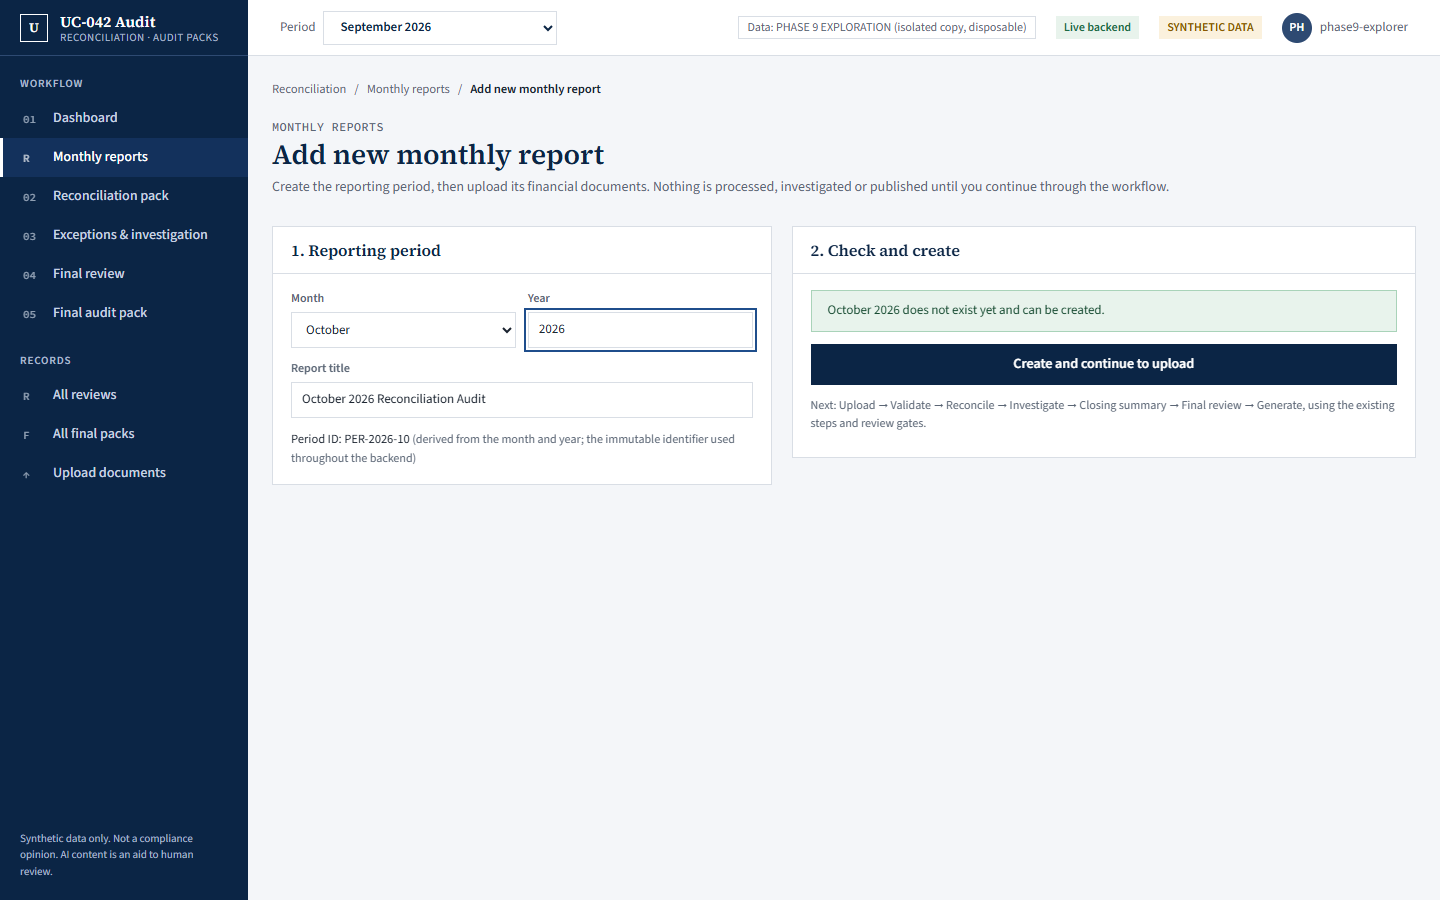 U
UC-042 Audit
RECONCILIATION · AUDIT PACKS
WORKFLOW
01 Dashboard
R Monthly reports
02 Reconciliation pack
03 Exceptions & investigation
04 Final review
05 Final audit pack
RECORDS
R All reviews
F All final packs
↑ Upload documents
Synthetic data only. Not a compliance
opinion. AI content is an aid to human
review.
Period September 2026
Data: PHASE 9 EXPLORATION (isolated copy, disposable)
Live backend
SYNTHETIC DATA
PH phase9-explorer
Reconciliation / Monthly reports / Add new monthly report
MONTHLY REPORTS
Add new monthly report
Create the reporting period, then upload its financial documents. Nothing is processed, investigated or published until you continue through the workflow.
1. Reporting period
Month
October
Year
2026
Report title
October 2026 Reconciliation Audit
Period ID: PER-2026-10 (derived from the month and year; the immutable identifier used
throughout the backend)
2. Check and create
October 2026 does not exist yet and can be created.
Create and continue to upload
Next: Upload → Validate → Reconcile → Investigate → Closing summary → Final review → Generate, using the existing
steps and review gates.